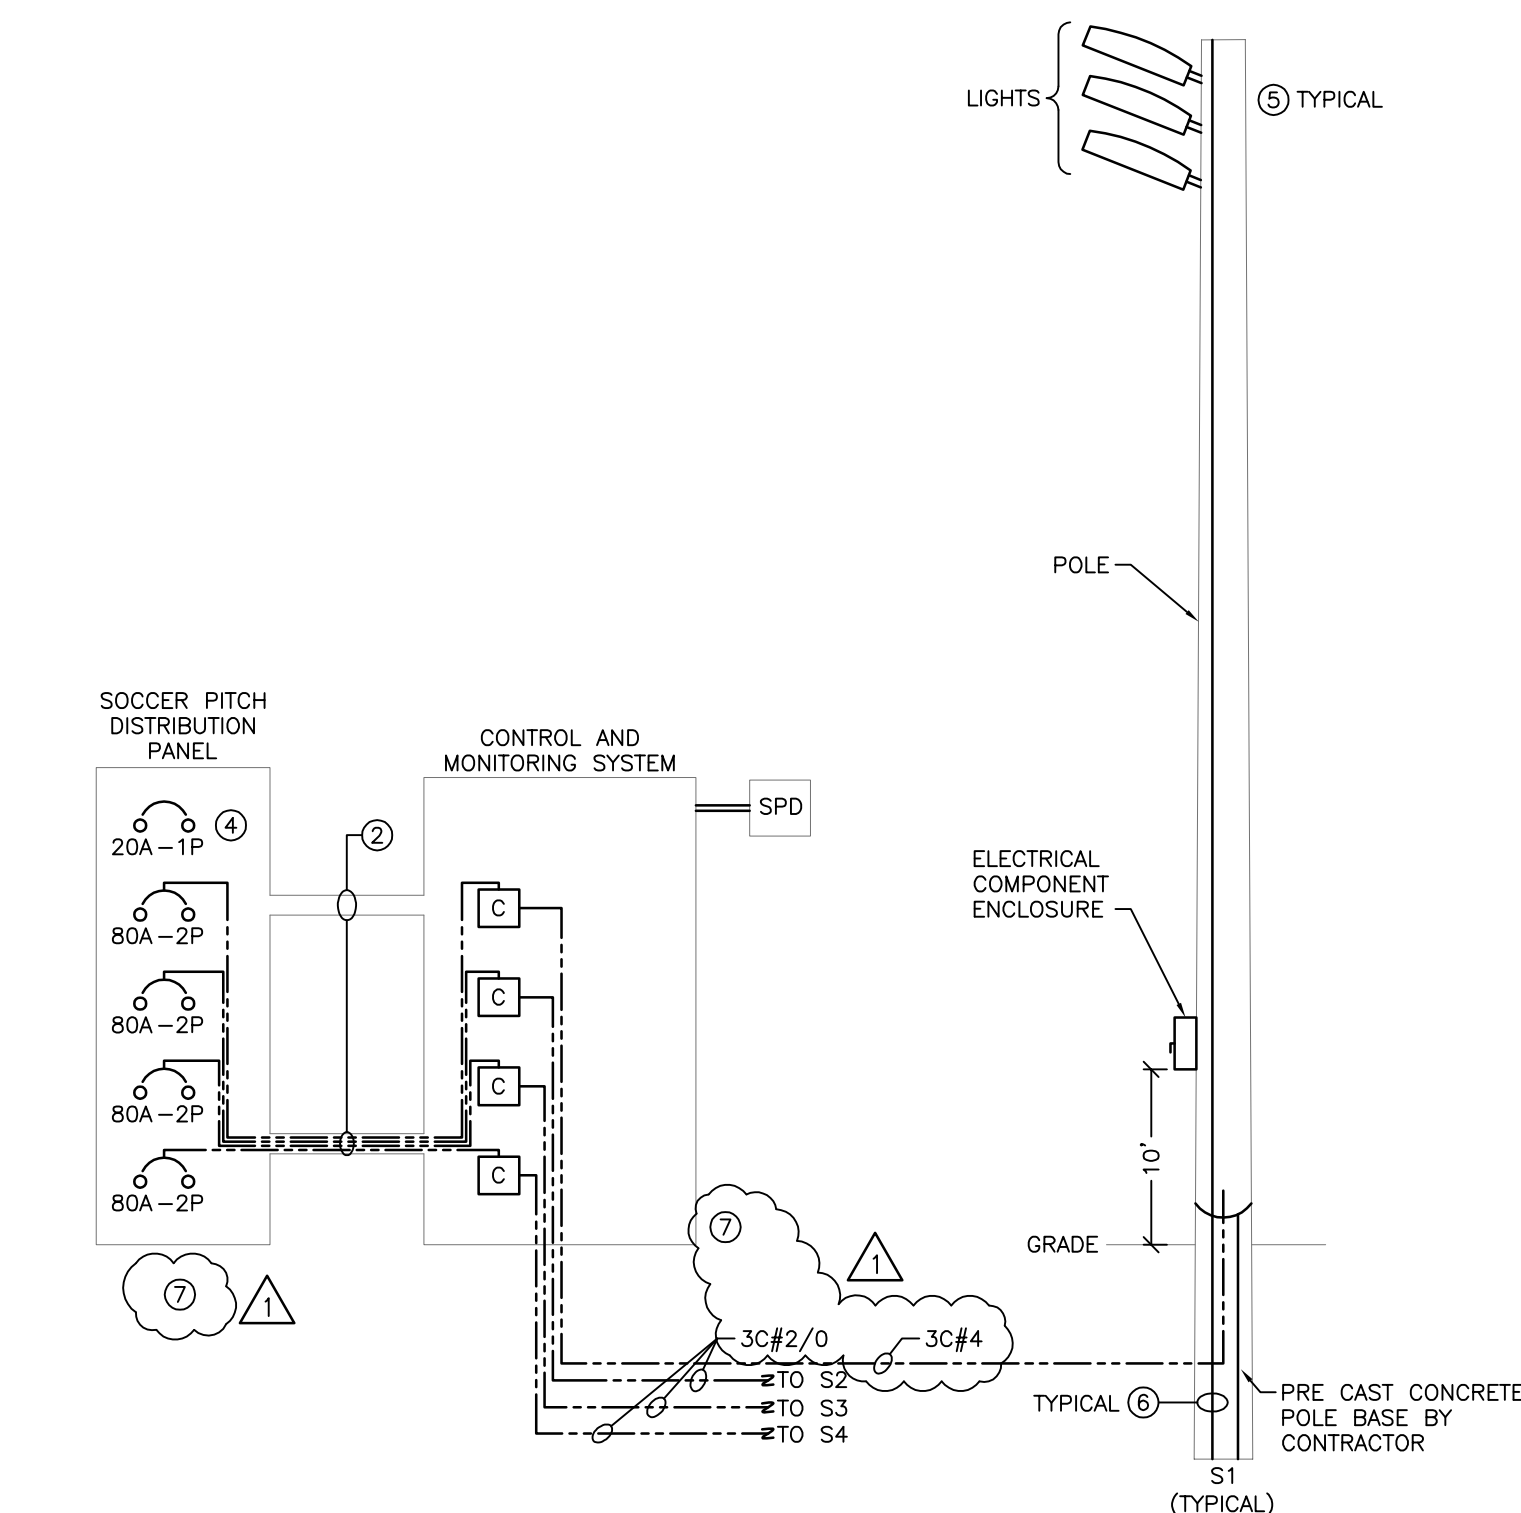 LIGHTS
5 TYPICAL
POLE
SOCCER PITCH
DISTRIBUTION
PANEL
CONTROL AND
MONITORING SYSTEM
SPD
4
20A-1P
2
80A-2P
80A-2P
80A-2P
80A-2P
C
C
C
C
ELECTRICAL
COMPONENT
ENCLOSURE
10'
GRADE
7
1
7
1
3C#2/0
3C#4
TO S2
TO S3
TO S4
TYPICAL 6
PRE CAST CONCRETE
POLE BASE BY
CONTRACTOR
S1
(TYPICAL)